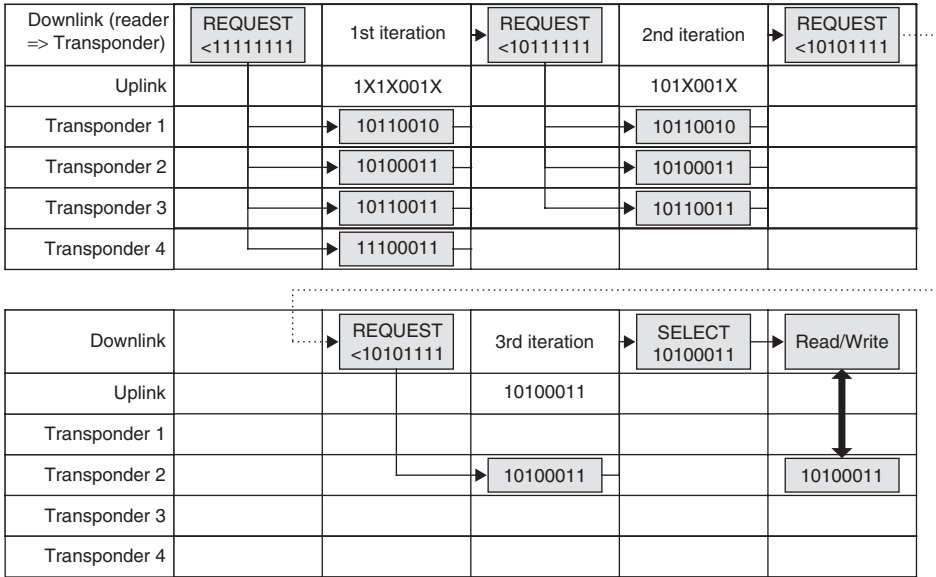 Downlink (reader
=> Transponder)
REQUEST
<11111111
1st iteration
REQUEST
<10111111
2nd iteration
REQUEST
<10101111
Uplink
1X1X001X
101X001X
Transponder 1
10110010
10110010
Transponder 2
10100011
10100011
Transponder 3
10110011
10110011
Transponder 4
11100011
Downlink
REQUEST
<10101111
3rd iteration
SELECT
10100011
Read/Write
Uplink
10100011
Transponder 1
Transponder 2
10100011
10100011
Transponder 3
Transponder 4